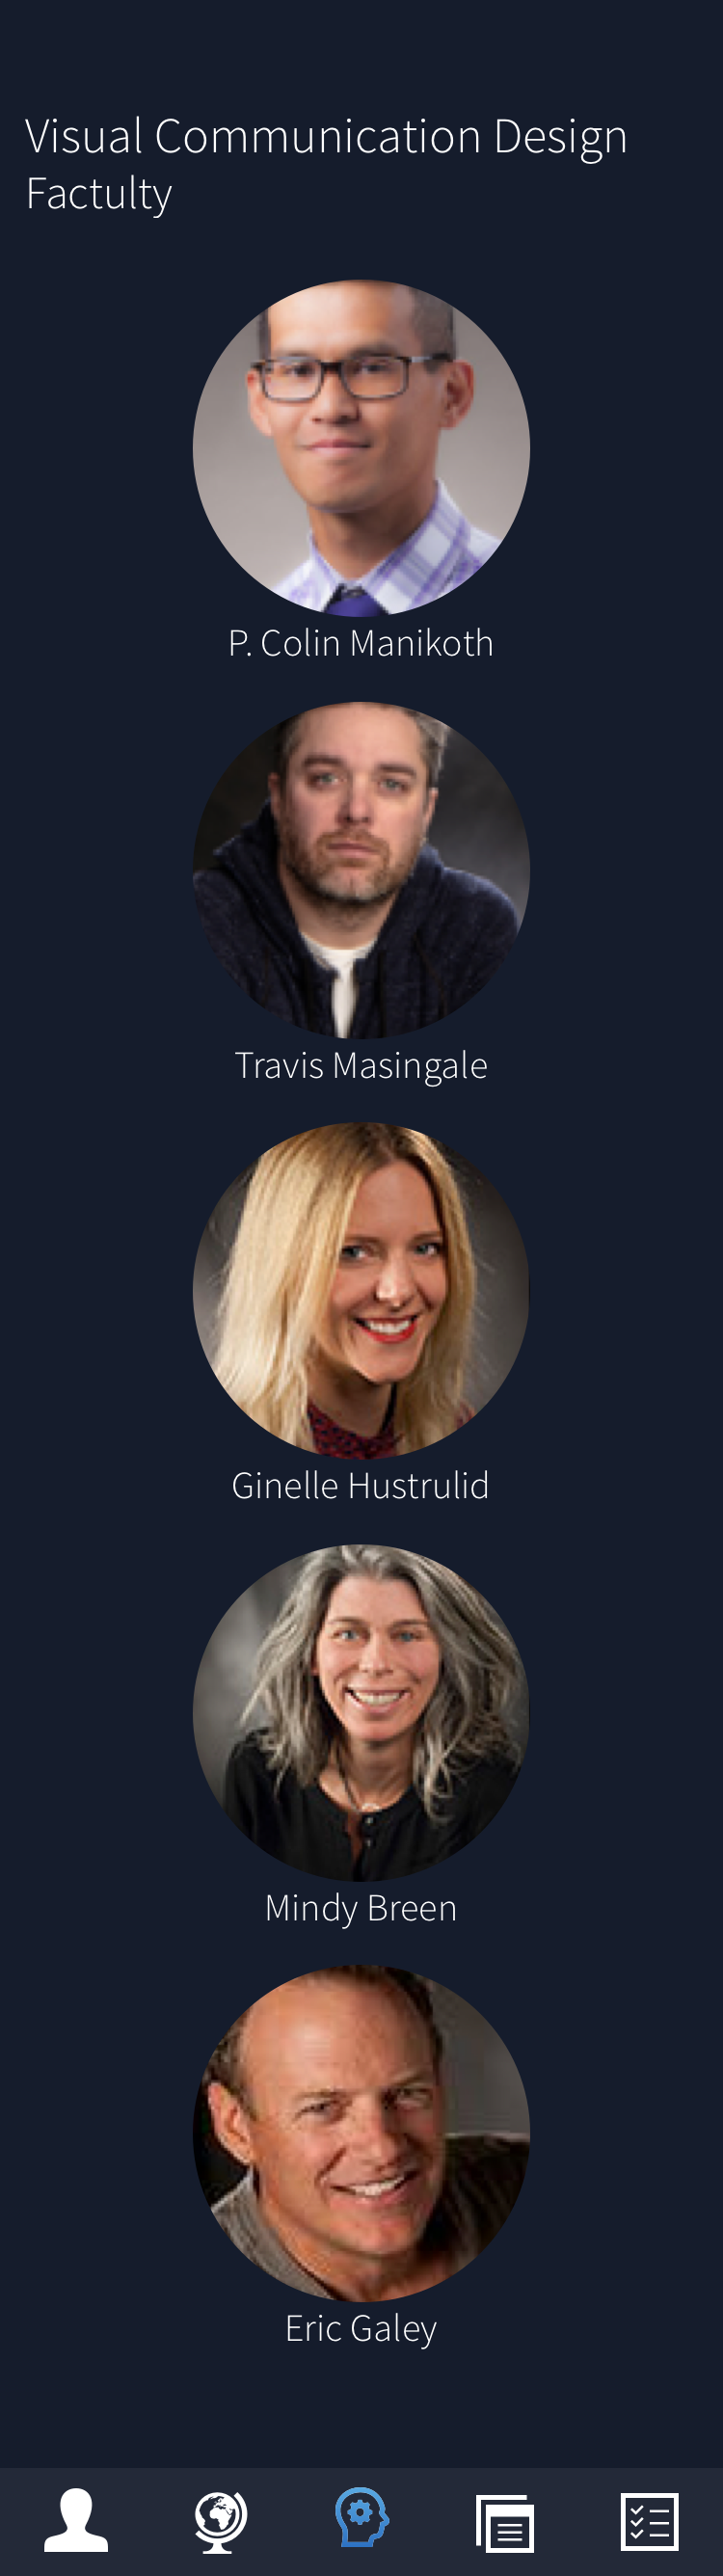 Visual Communication Design
Factulty
P. Colin Manikoth
Travis Masingale
Ginelle Hustrulid
Mindy Breen
Eric Galey